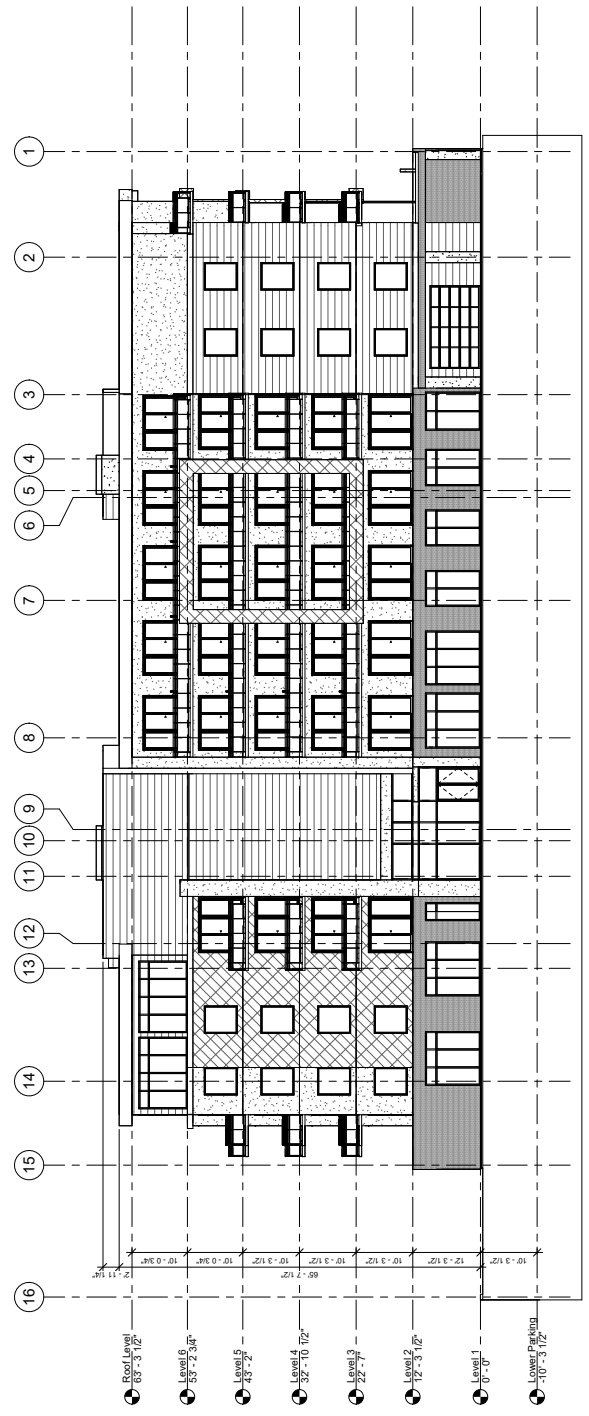 16
15
14
13
12
11
10
9
8
7
6
5
4
3
2
1
Roof Level
63' - 3 1/2"
Level 6
53' - 2 3/4"
Level 5
43' - 2"
Level 4
32' - 10 1/2"
Level 3
22' - 7"
Level 2
12' - 3 1/2"
Level 1
0' - 0"
Lower Parking
-10' - 3 1/2"
2' - 11 1/4"
65' - 7 1/2"
10' - 0 3/4"
10' - 0 3/4"
10' - 3 1/2"
10' - 3 1/2"
10' - 3 1/2"
12' - 3 1/2"
10' - 3 1/2"